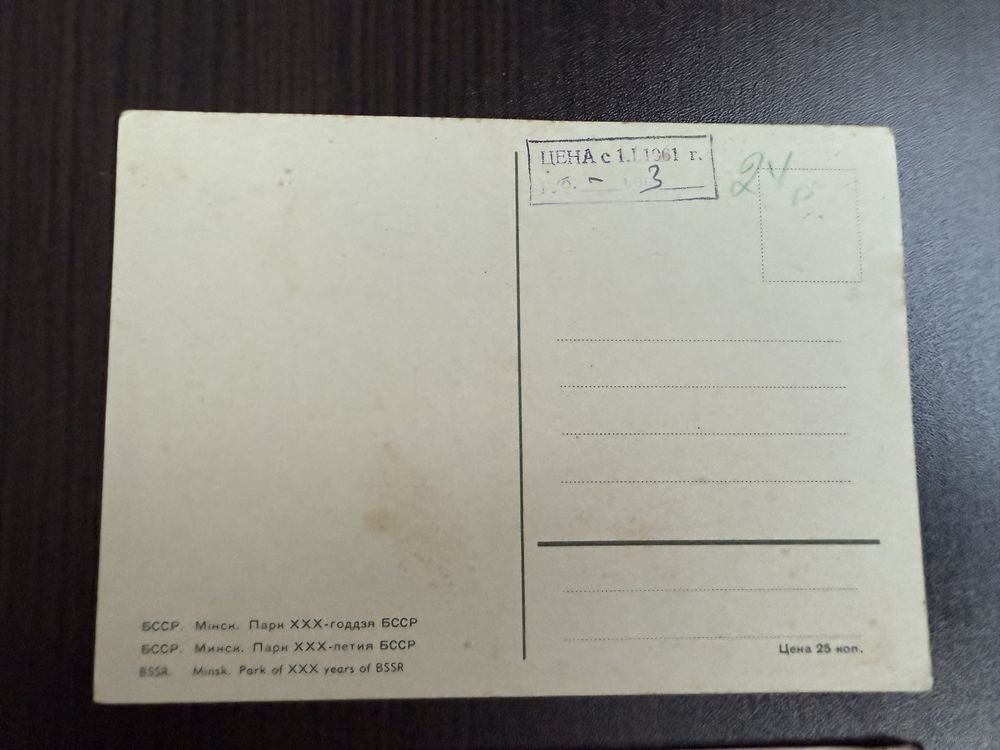 ЦЕНА с 1.I.1961 г.
руб. - 3
24
БССР. Мінск. Парк XXX-годдзя БССР
БССР. Минск. Парк XXX-летия БССР
BSSR. Minsk. Park of XXX years of BSSR
Цена 25 коп.